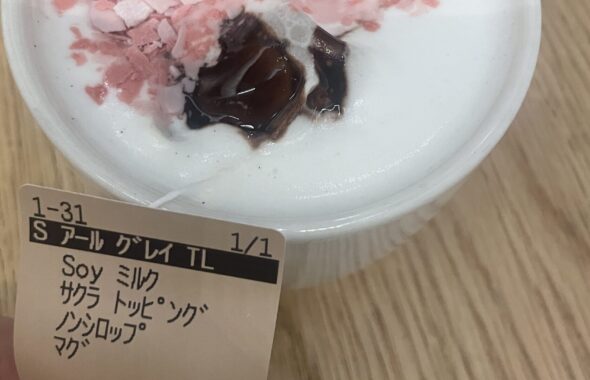 1-31
S アール グレイ TL 1/1
Soy ミルク
サクラ トッピング
ノンシロップ
マグ